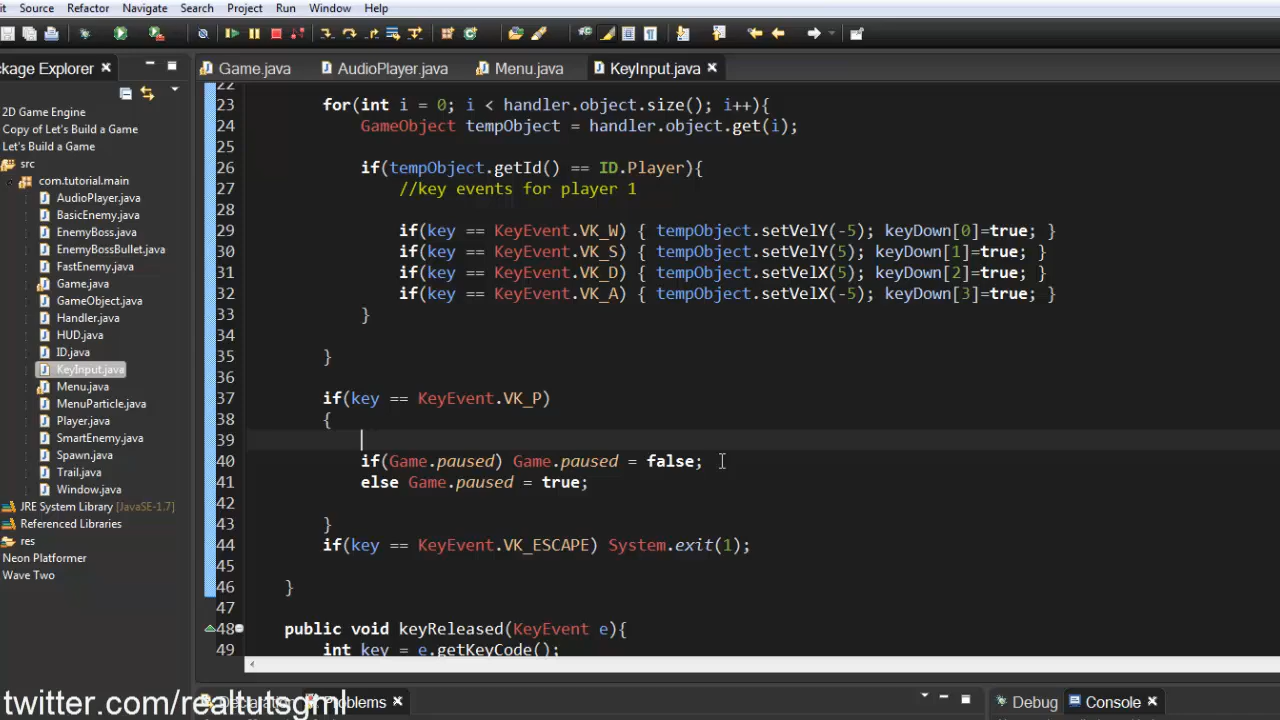 it Source Refactor Navigate Search Project Run Window Help
ckage Explorer Game.java AudioPlayer.java Menu.java KeyInput.java
2D Game Engine
Copy of Let's Build a Game
Let's Build a Game
src
com.tutorial.main
AudioPlayer.java
BasicEnemy.java
EnemyBoss.java
EnemyBossBullet.java
FastEnemy.java
Game.java
GameObject.java
Handler.java
HUD.java
ID.java
KeyInput.java
Menu.java
MenuParticle.java
Player.java
SmartEnemy.java
Spawn.java
Trail.java
Window.java
JRE System Library [JavaSE-1.7]
Referenced Libraries
res
Neon Platformer
Wave Two
22
23 for(int i = 0; i < handler.object.size(); i++){
24 GameObject tempObject = handler.object.get(i);
25
26 if(tempObject.getId() == ID.Player){
27 //key events for player 1
28
29 if(key == KeyEvent.VK_W) { tempObject.setVelY(-5); keyDown[0]=true; }
30 if(key == KeyEvent.VK_S) { tempObject.setVelY(5); keyDown[1]=true; }
31 if(key == KeyEvent.VK_D) { tempObject.setVelX(5); keyDown[2]=true; }
32 if(key == KeyEvent.VK_A) { tempObject.setVelX(-5); keyDown[3]=true; }
33 }
34
35 }
36
37 if(key == KeyEvent.VK_P)
38 {
39
40 if(Game.paused) Game.paused = false;
41 else Game.paused = true;
42
43 }
44 if(key == KeyEvent.VK_ESCAPE) System.exit(1);
45
46 }
47
48 public void keyReleased(KeyEvent e){
49 int key = e.getKeyCode();
twitter.com/realtutsgml Problems Debug Console